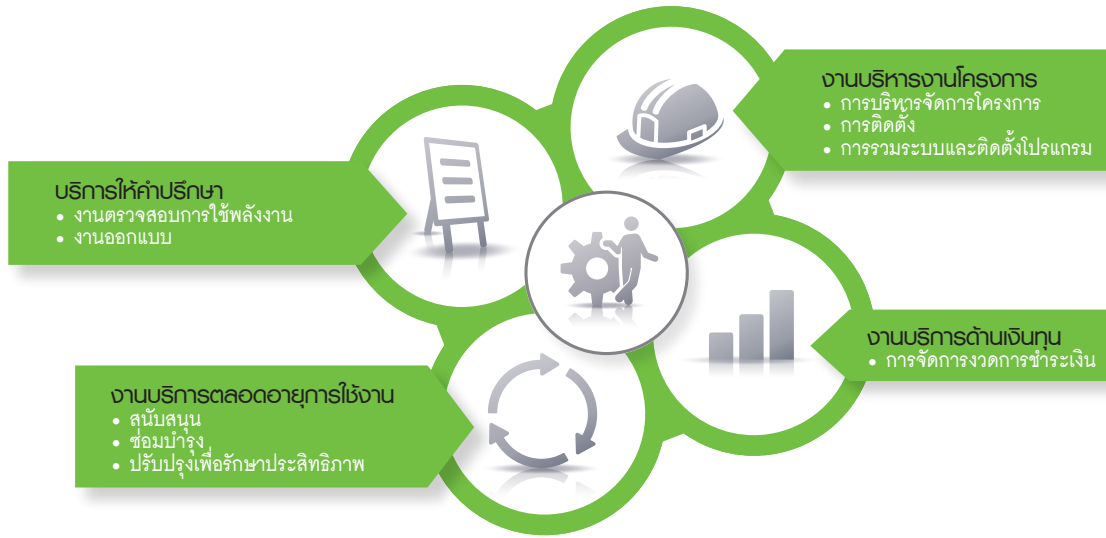 งานบริหารงานโครงการ
• การบริหารจัดการโครงการ
• การติดตั้ง
• การรวมระบบและติดตั้งโปรแกรม
บริการให้คำปรึกษา
• งานตรวจสอบการใช้พลังงาน
• งานออกแบบ
งานบริการด้านเงินทุน
• การจัดการงวดการชำระเงิน
งานบริการตลอดอายุการใช้งาน
• สนับสนุน
• ซ่อมบำรุง
• ปรับปรุงเพื่อรักษาประสิทธิภาพ